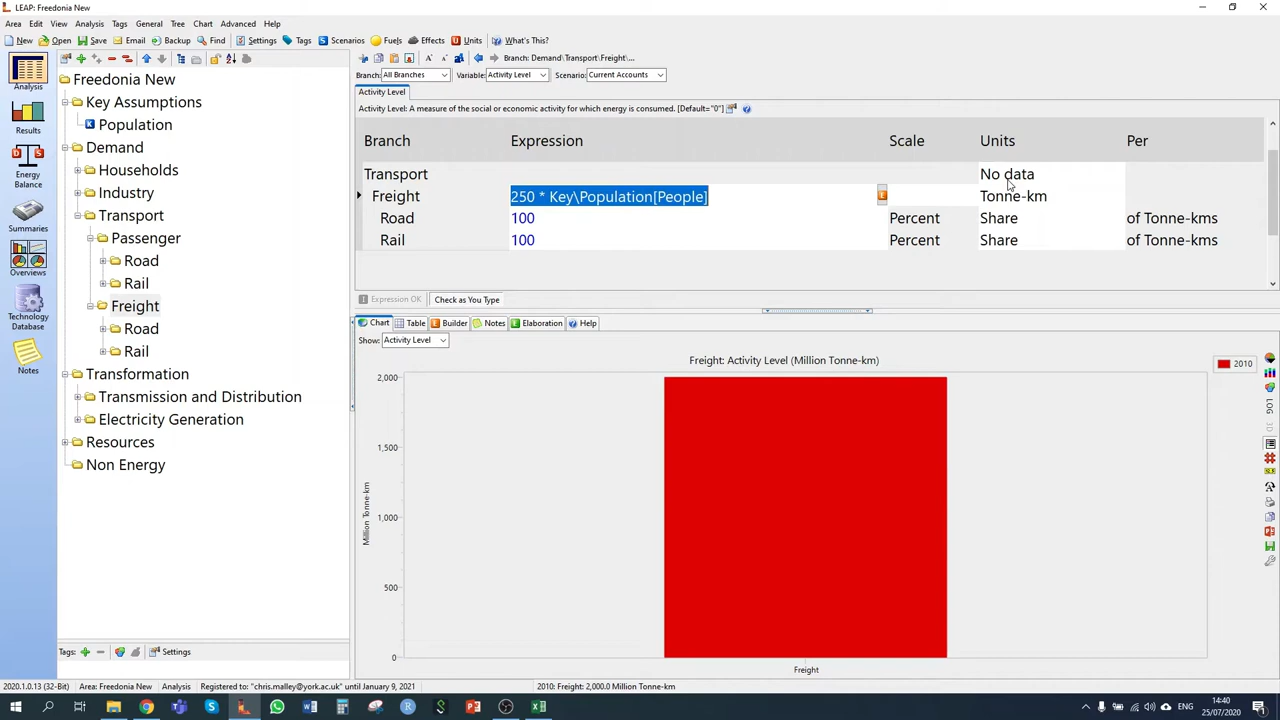 LEAP: Freedonia New
Area Edit View Analysis Tags General Tree Chart Advanced Help
New Open Save Email Backup Find Settings Tags Scenarios Fuels Effects Units What's This?
Analysis
Results
Energy Balance
Summaries
Overviews
Technology Database
Notes
Freedonia New
Key Assumptions
Population
Demand
Households
Industry
Transport
Passenger
Road
Rail
Freight
Road
Rail
Transformation
Transmission and Distribution
Electricity Generation
Resources
Non Energy
Tags: Settings
Branch: Demand\Transport\Freight\...
Branch: All Branches Variable: Activity Level Scenario: Current Accounts
Activity Level
Activity Level: A measure of the social or economic activity for which energy is consumed. [Default="0"]
Branch Expression Scale Units Per
Transport No data
Freight 250 * Key\Population[People] Tonne-km
Road 100 Percent Share of Tonne-kms
Rail 100 Percent Share of Tonne-kms
Expression OK Check as You Type
Chart Table Builder Notes Elaboration Help
Show: Activity Level
Freight: Activity Level (Million Tonne-km)
2010
2,000
1,500
1,000
500
0
Million Tonne-km
Freight
LOG
2020.1.0.13 (32-Bit) Area: Freedonia New Analysis Registered to: "chris.malley@york.ac.uk" until January 9, 2021 2010: Freight: 2,000.0 Million Tonne-km
14:40
25/07/2020